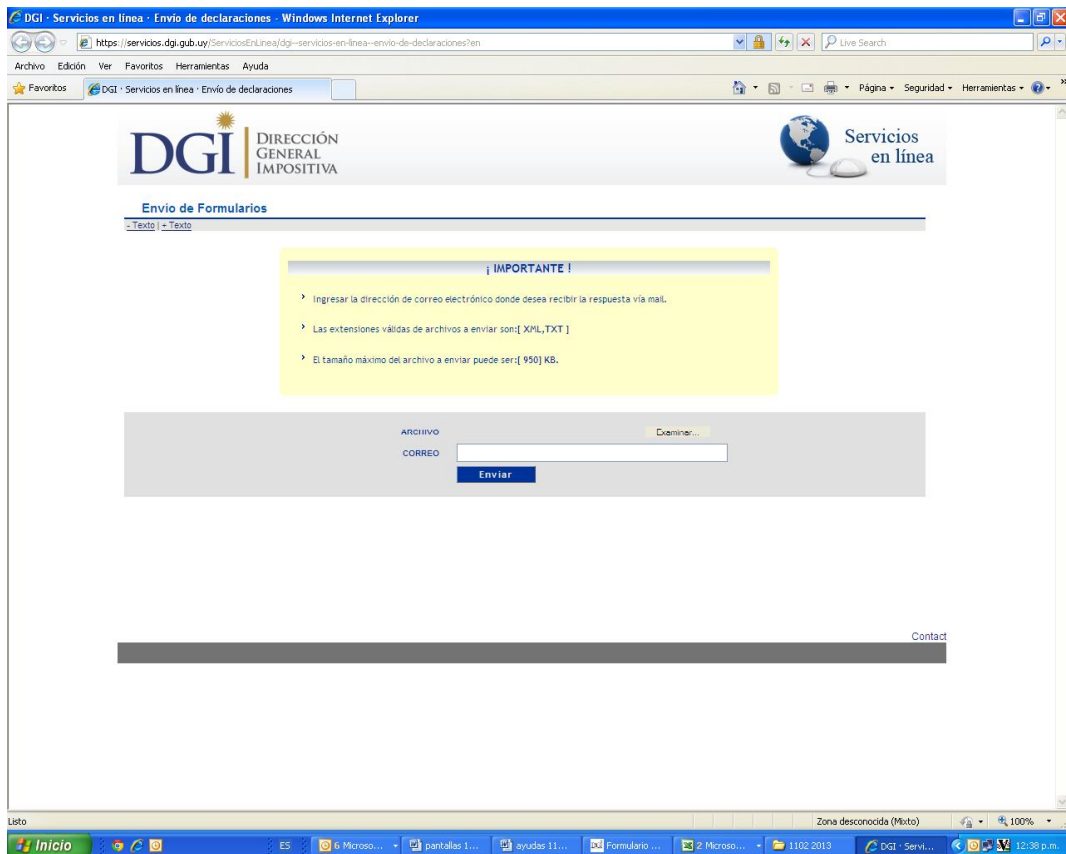 DGI · Servicios en línea · Envío de declaraciones - Windows Internet Explorer
https://servicios.dgi.gub.uy/ServiciosEnLinea/dgi--servicios-en-linea--envio-de-declaraciones?en
Live Search
Archivo Edición Ver Favoritos Herramientas Ayuda
Favoritos DGI · Servicios en línea · Envío de declaraciones Página Seguridad Herramientas »
DGI DIRECCIÓN GENERAL IMPOSITIVA
Servicios en línea
Envio de Formularios
- Texto | + Texto
¡ IMPORTANTE !
Ingresar la dirección de correo electrónico donde desea recibir la respuesta vía mail.
Las extensiones válidas de archivos a enviar son:[ XML,TXT ]
El tamaño máximo del archivo a enviar puede ser:[ 950] KB.
ARCHIVO Examinar...
CORREO
Enviar
Contact
Listo Zona desconocida (Mixto) 100%
Inicio ES 6 Microso... pantallas 1... ayudas 11... Formulario ... 2 Microso... 1102 2013 DGI · Servi... 12:38 p.m.